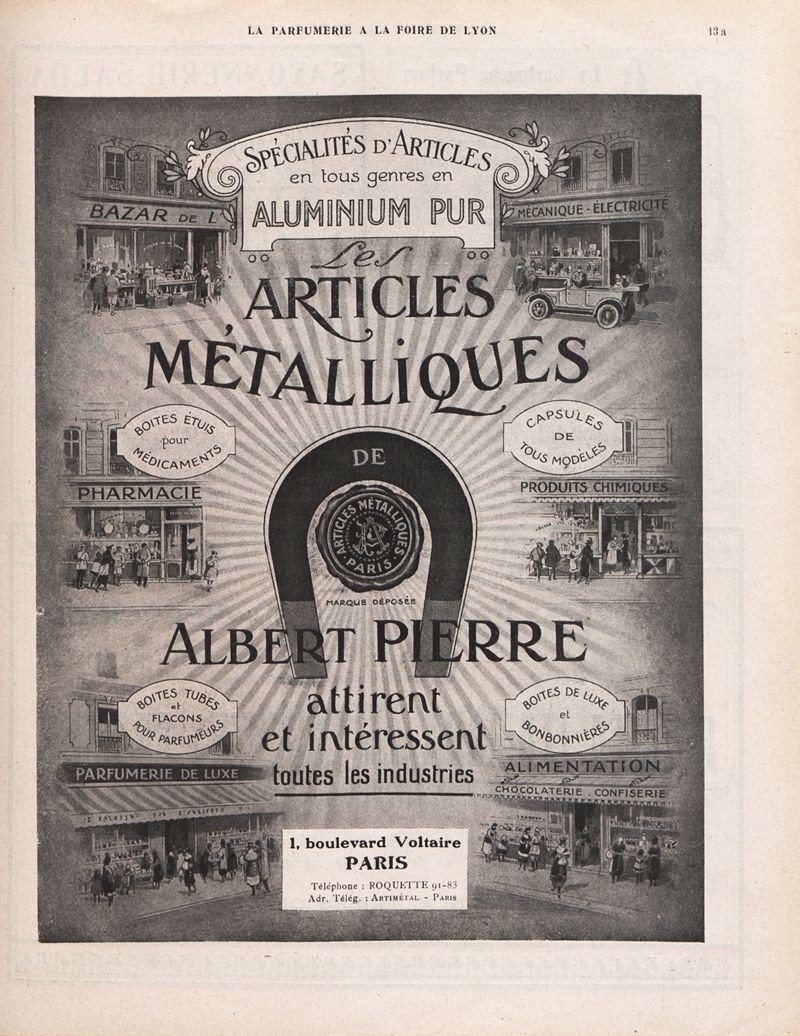 LA PARFUMERIE A LA FOIRE DE LYON
13a
SPÉCIALITÉS D'ARTICLES
en tous genres en
ALUMINIUM PUR
BAZAR DE L
MÉCANIQUE - ÉLECTRICITÉ
Les
ARTICLES
MÉTALLIQUES
BOITES ÉTUIS
pour
MÉDICAMENTS
CAPSULES
DE
TOUS MODÈLES
DE
PHARMACIE
PRODUITS CHIMIQUES
ARTICLES MÉTALLIQUES
PARIS
MARQUE DÉPOSÉE
ALBERT PIERRE
BOITES TUBES
et
FLACONS
POUR PARFUMEURS
BOITES DE LUXE
et
BONBONNIÈRES
attirent
et intéressent
toutes les industries
PARFUMERIE DE LUXE
ALIMENTATION
CHOCOLATERIE. CONFISERIE
1, boulevard Voltaire
PARIS
Téléphone : ROQUETTE 91-83
Adr. Télég. : ARTIMÉTAL - PARIS